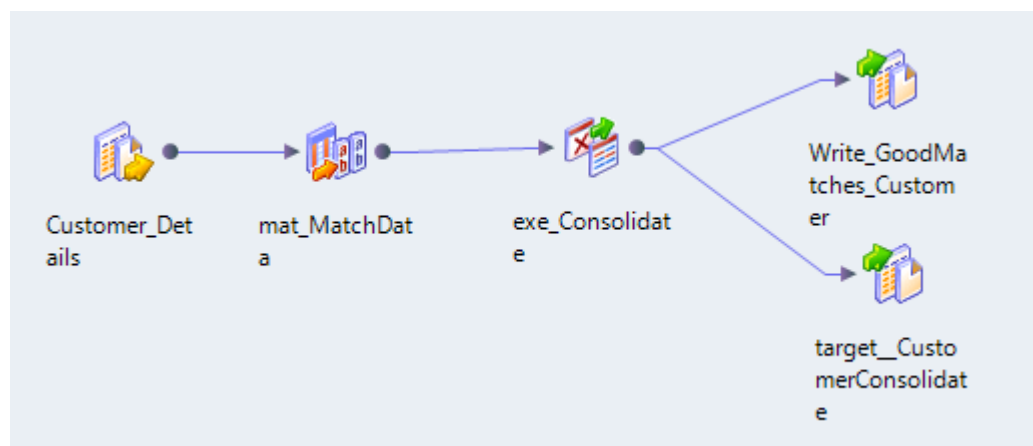 Customer_Det
ails
mat_MatchDat
a
exe_Consolidat
e
Write_GoodMa
tches_Custom
er
target__Custo
merConsolidat
e